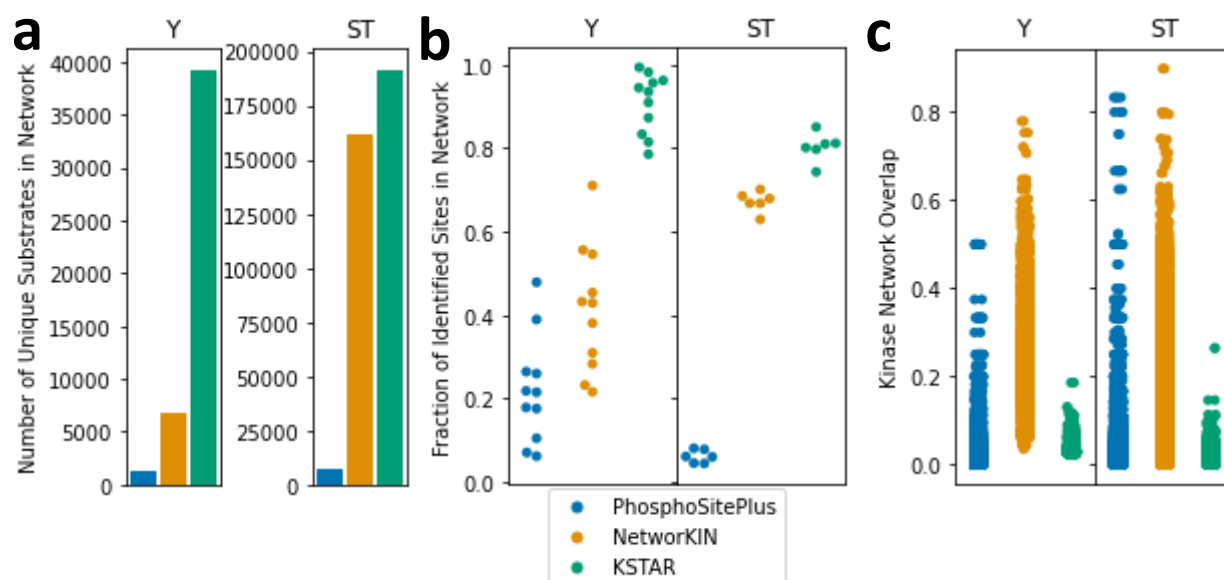 a
Y
ST
Number of Unique Substrates in Network
40000
35000
30000
25000
20000
15000
10000
5000
0
200000
175000
150000
125000
100000
75000
50000
25000
0
b
Y
ST
Fraction of Identified Sites in Network
1.0
0.8
0.6
0.4
0.2
0.0
PhosphoSitePlus
NetworKIN
KSTAR
c
Y
ST
Kinase Network Overlap
0.8
0.6
0.4
0.2
0.0